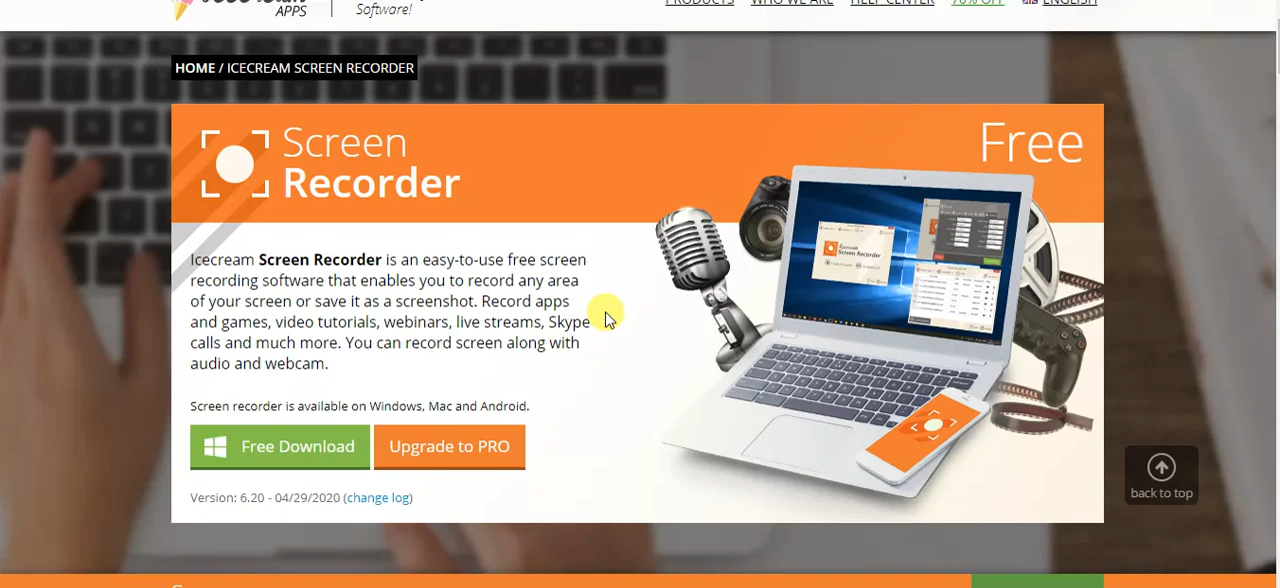 APPS
Software!
PRODUCTS WHO WE ARE HELP CENTER 70% OFF ENGLISH
HOME / ICECREAM SCREEN RECORDER
Screen
Recorder
Free
Icecream Screen Recorder is an easy-to-use free screen
recording software that enables you to record any area
of your screen or save it as a screenshot. Record apps
and games, video tutorials, webinars, live streams, Skype
calls and much more. You can record screen along with
audio and webcam.
Screen Recorder
Screen recorder is available on Windows, Mac and Android.
Free Download Upgrade to PRO
back to top
Version: 6.20 - 04/29/2020 (change log)